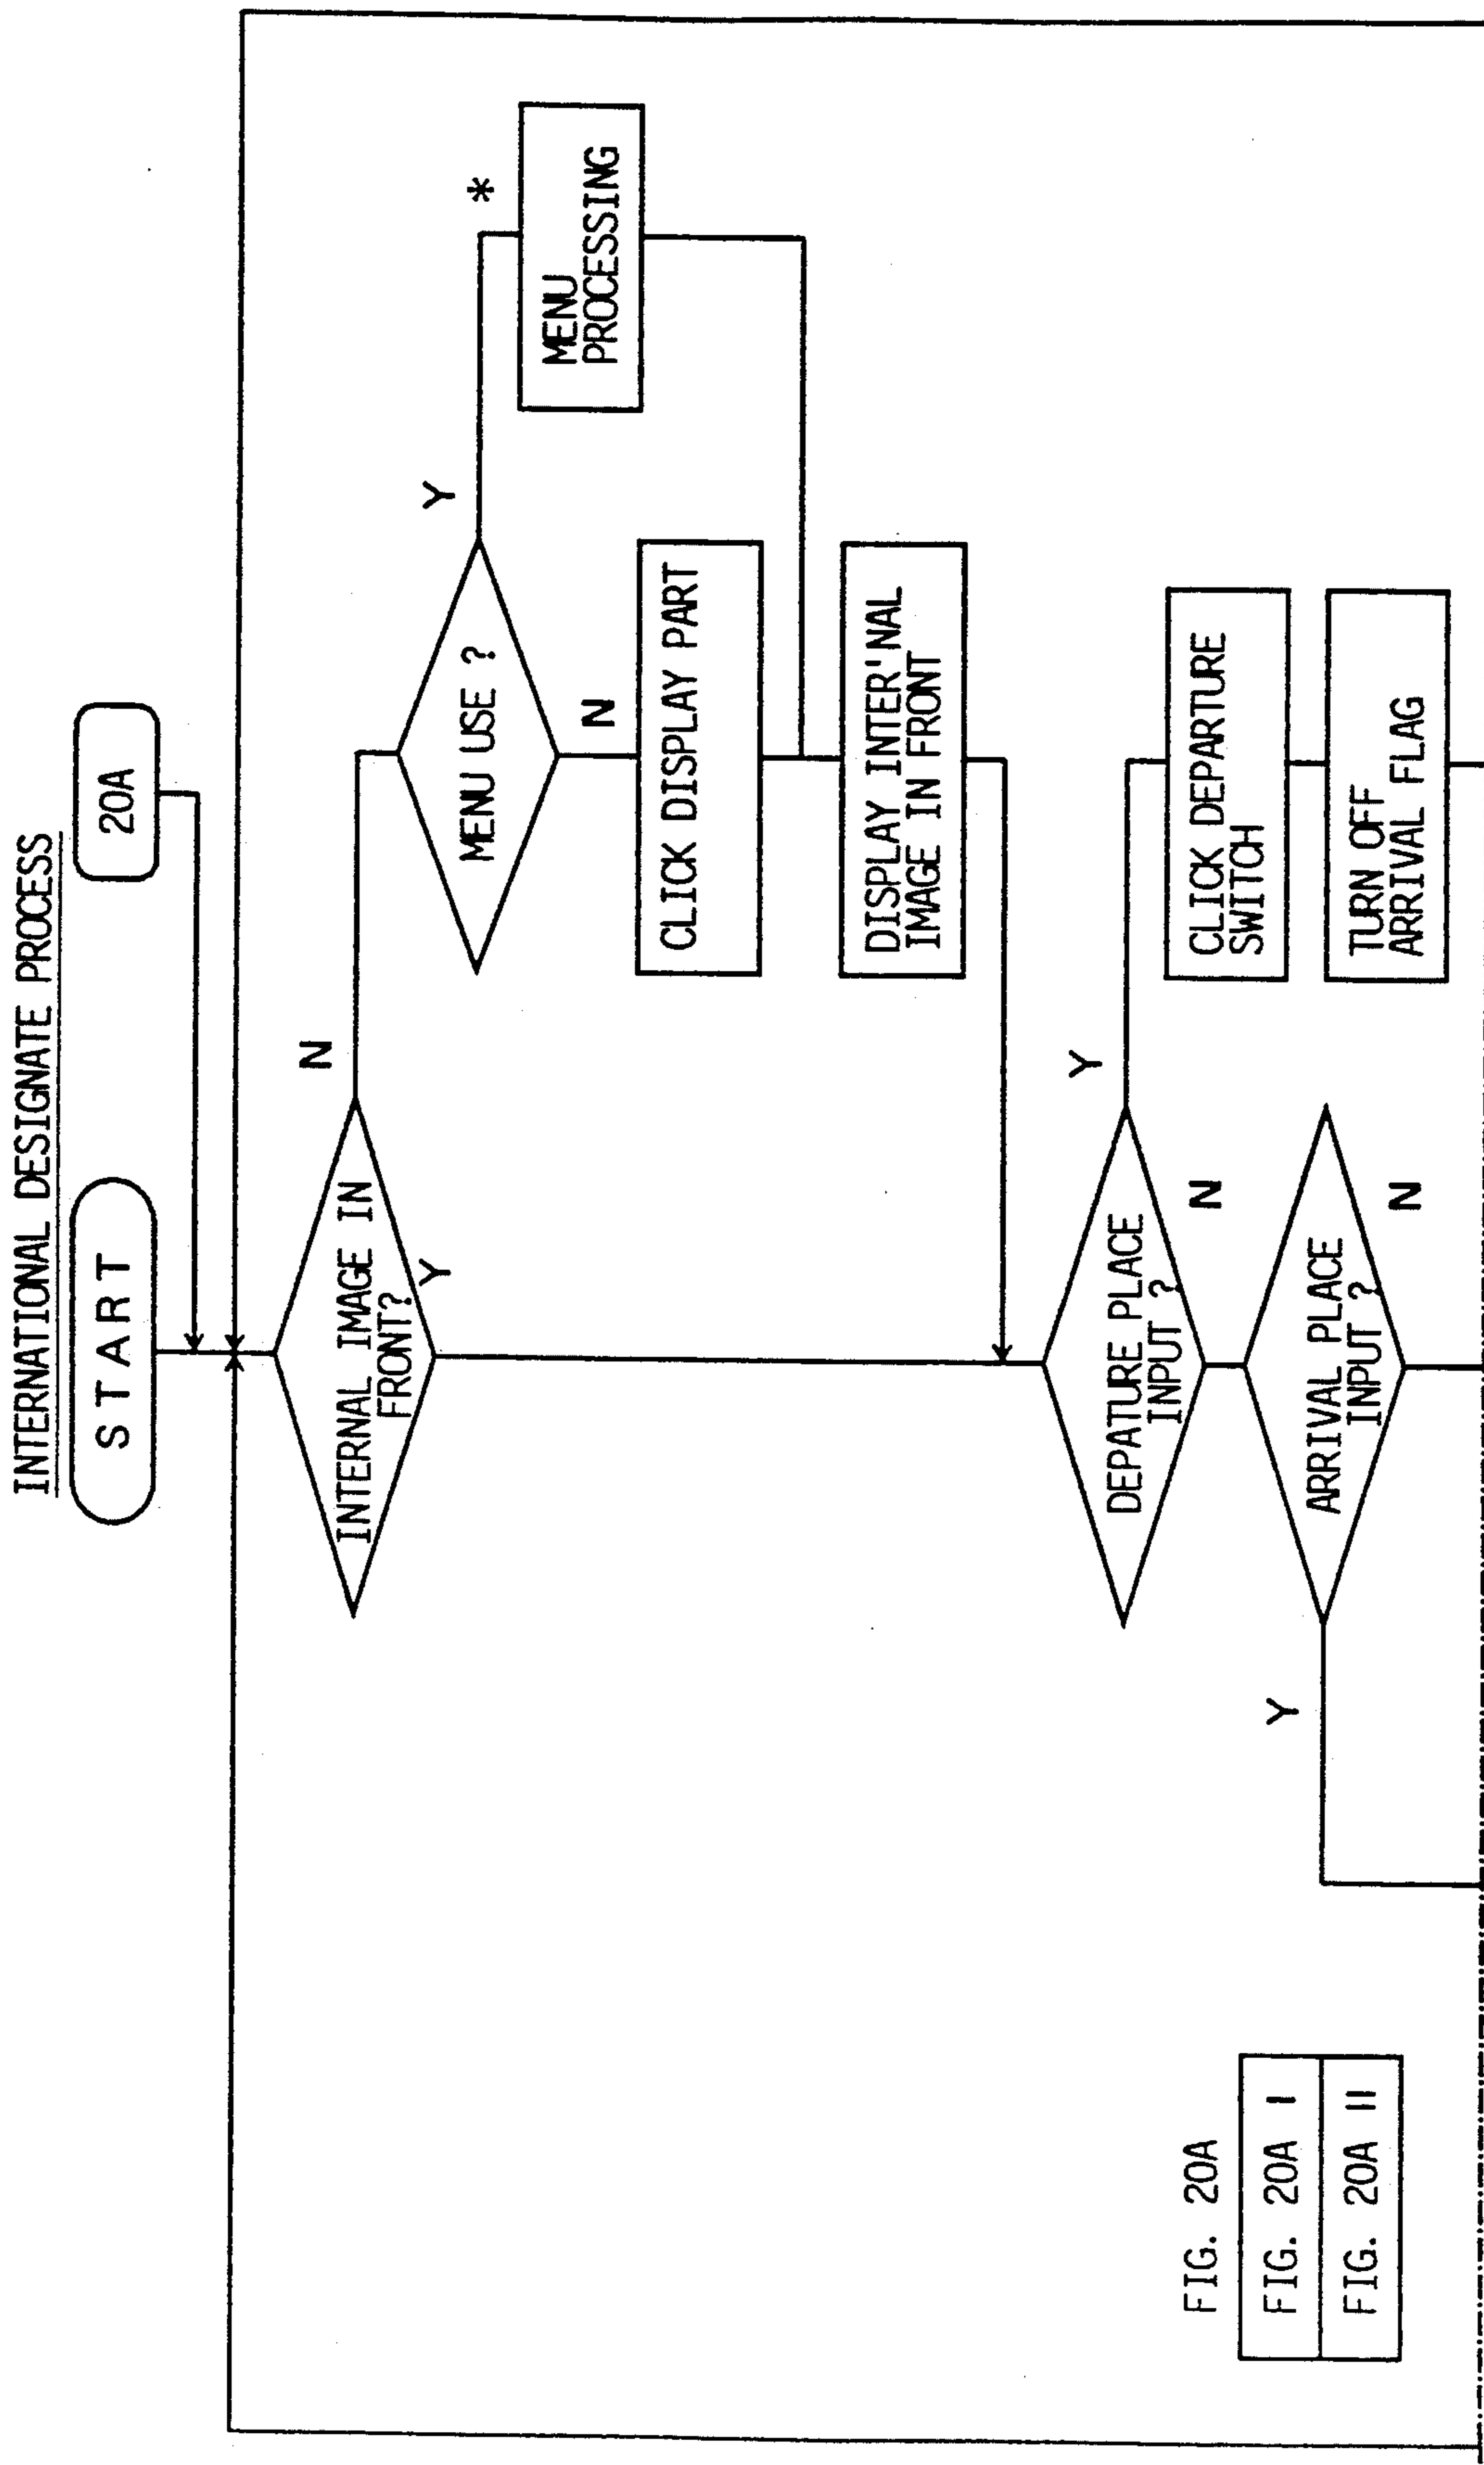 INTERNATIONAL DESIGNATE PROCESS
START
20A
INTERNAL IMAGE IN
FRONT?
N
Y
MENU USE ?
Y
N
*
MENU
PROCESSING
CLICK DISPLAY PART
DISPLAY INTER'NAL
IMAGE IN FRONT
DEPATURE PLACE
INPUT ?
Y
N
CLICK DEPARTURE
SWITCH
TURN OFF
ARRIVAL FLAG
ARRIVAL PLACE
INPUT ?
Y
N
FIG. 20A
FIG. 20A I
FIG. 20A II